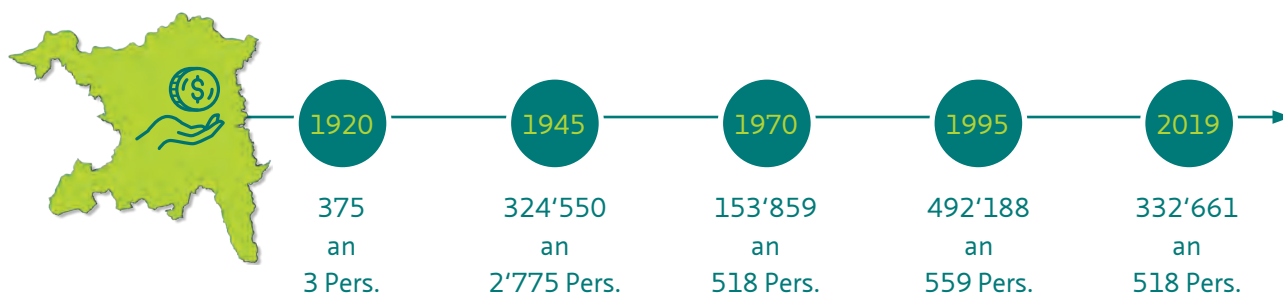 $
1920 1945 1970 1995 2019
375 324‘550 153‘859 492‘188 332‘661
an an an an an
3 Pers. 2‘775 Pers. 518 Pers. 559 Pers. 518 Pers.